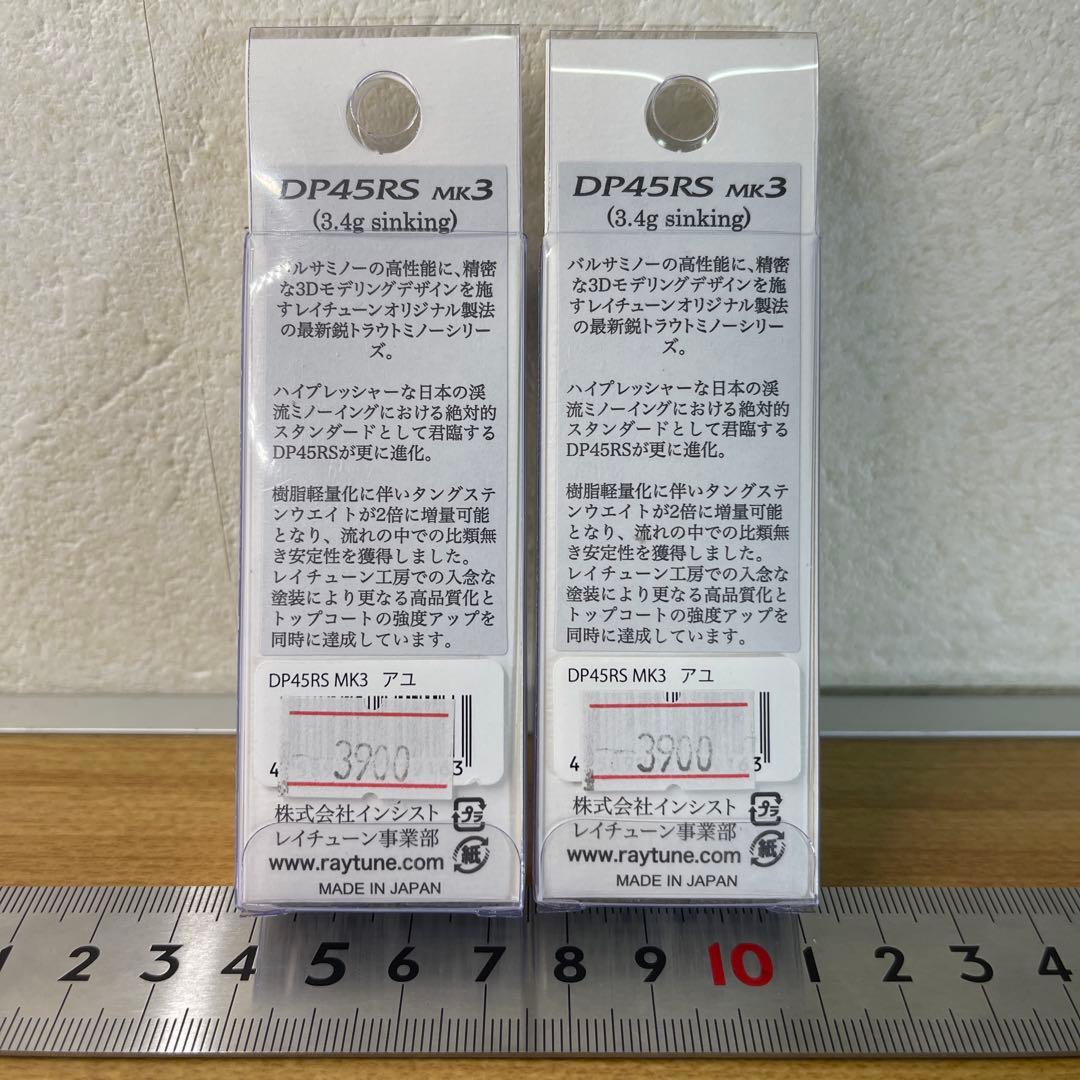 DP45RS MK3
(3.4g sinking)
バルサミノーの高性能に、精密
な3Dモデリングデザインを施
すレイチューンオリジナル製法
の最新鋭トラウトミノーシリー
ズ。
ハイプレッシャーな日本の渓
流ミノーイングにおける絶対的
スタンダードとして君臨する
DP45RSが更に進化。
樹脂軽量化に伴いタングステ
ンウエイトが2倍に増量可能
となり、流れの中での比類無
き安定性を獲得しました。
レイチューン工房での入念な
塗装により更なる高品質化と
トップコートの強度アップを
同時に達成しています。
DP45RS MK3 アユ
3900
4
63
株式会社インシスト
プラ
レイチューン事業部
紙
www.raytune.com
MADE IN JAPAN
DP45RS MK3
(3.4g sinking)
バルサミノーの高性能に、精密
な3Dモデリングデザインを施
すレイチューンオリジナル製法
の最新鋭トラウトミノーシリー
ズ。
ハイプレッシャーな日本の渓
流ミノーイングにおける絶対的
スタンダードとして君臨する
DP45RSが更に進化。
樹脂軽量化に伴いタングステ
ンウエイトが2倍に増量可能
となり、流れの中での比類無
き安定性を獲得しました。
レイチューン工房での入念な
塗装により更なる高品質化と
トップコートの強度アップを
同時に達成しています。
DP45RS MK3 アユ
3900
4
3
株式会社インシスト
プラ
レイチューン事業部
紙
www.raytune.com
MADE IN JAPAN
1 2 3 4 5 6 7 8 9 10 1 2 3 4